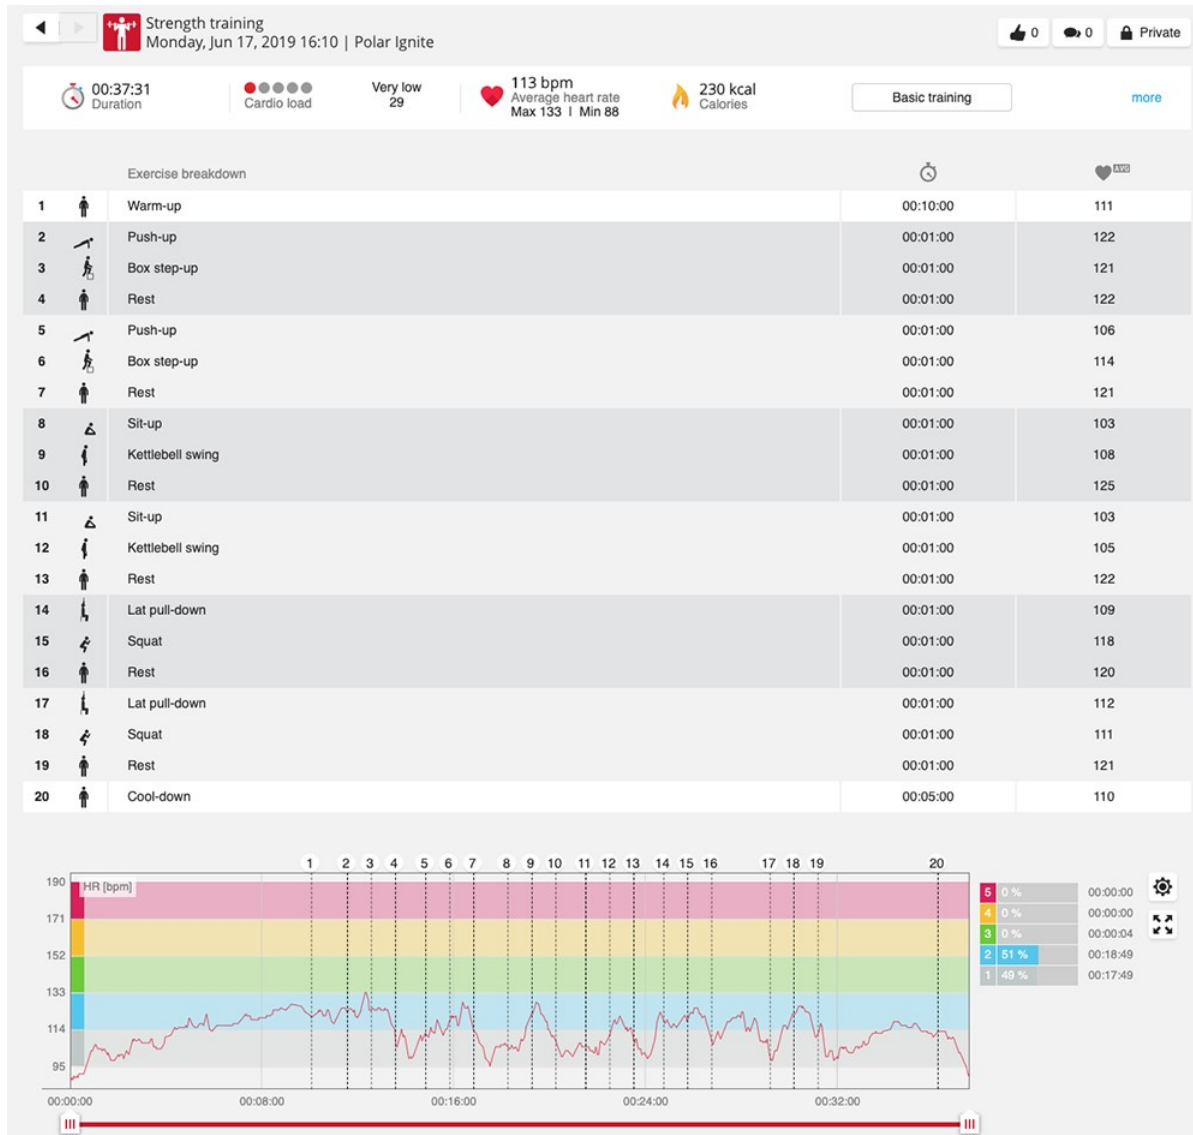 Strength training
Monday, Jun 17, 2019 16:10 | Polar Ignite
0
0
Private
00:37:31
Duration
Cardio load
Very low
29
113 bpm
Average heart rate
Max 133 | Min 88
230 kcal
Calories
Basic training
more
Exercise breakdown AVG
1 Warm-up 00:10:00 111
2 Push-up 00:01:00 122
3 Box step-up 00:01:00 121
4 Rest 00:01:00 122
5 Push-up 00:01:00 106
6 Box step-up 00:01:00 114
7 Rest 00:01:00 121
8 Sit-up 00:01:00 103
9 Kettlebell swing 00:01:00 108
10 Rest 00:01:00 125
11 Sit-up 00:01:00 103
12 Kettlebell swing 00:01:00 105
13 Rest 00:01:00 122
14 Lat pull-down 00:01:00 109
15 Squat 00:01:00 118
16 Rest 00:01:00 120
17 Lat pull-down 00:01:00 112
18 Squat 00:01:00 111
19 Rest 00:01:00 121
20 Cool-down 00:05:00 110
1 2 3 4 5 6 7 8 9 10 11 12 13 14 15 16 17 18 19 20
HR [bpm]
190
171
152
133
114
95
00:00:00 00:08:00 00:16:00 00:24:00 00:32:00
5 0 % 00:00:00
4 0 % 00:00:00
3 0 % 00:00:04
2 51 % 00:18:49
1 49 % 00:17:49